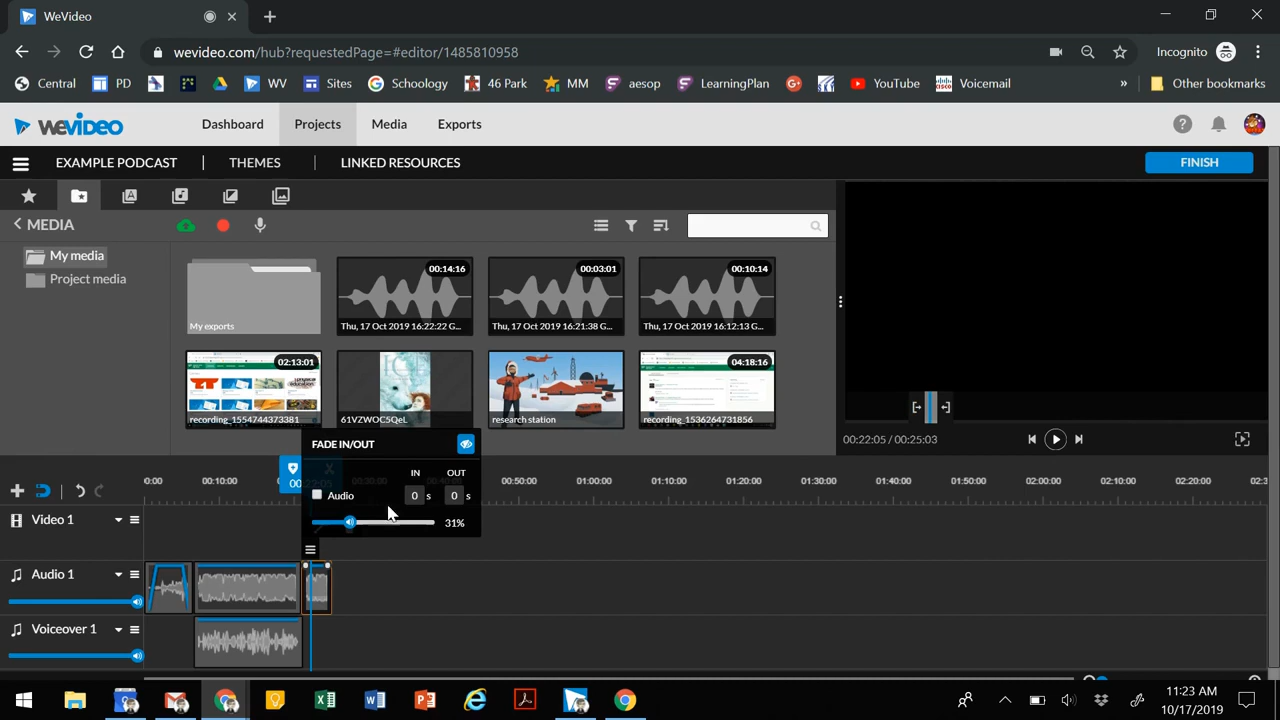 WeVideo
wevideo.com/hub?requestedPage=#editor/1485810958
Incognito
Central
PD
WV
Sites
Schoology
46 Park
MM
aesop
LearningPlan
YouTube
Voicemail
»
Other bookmarks
WEVIDEO
Dashboard
Projects
Media
Exports
EXAMPLE PODCAST
THEMES
LINKED RESOURCES
FINISH
MEDIA
My media
Project media
My exports
00:14:16
Thu, 17 Oct 2019 16:22:22 G...
00:03:01
Thu, 17 Oct 2019 16:21:38 G...
00:10:14
Thu, 17 Oct 2019 16:12:13 G...
02:13:01
recording_1554744373381
61VZWOC5QeL
research station
04:18:16
recording_1536264731856
00:22:05 / 00:25:03
FADE IN/OUT
IN OUT
Audio 0 s 0 s
31%
0:00
00:10:00
00:50:00
01:00:00
01:10:00
01:20:00
01:30:00
01:40:00
01:50:00
02:00:00
02:10:00
02:20:00
02:3
Video 1
Audio 1
Voiceover 1
11:23 AM
10/17/2019